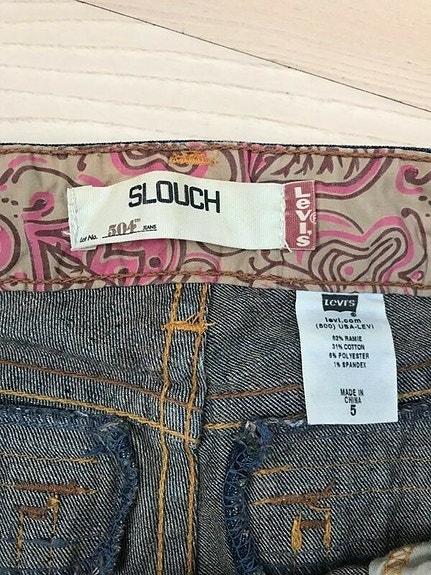 SLOUCH
Lot No. 504™ JEANS
Levi's®
LEVI'S
levi.com
(800) USA-LEVI
62% RAMIE
31% COTTON
6% POLYESTER
1% SPANDEX
MADE IN
CHINA
5